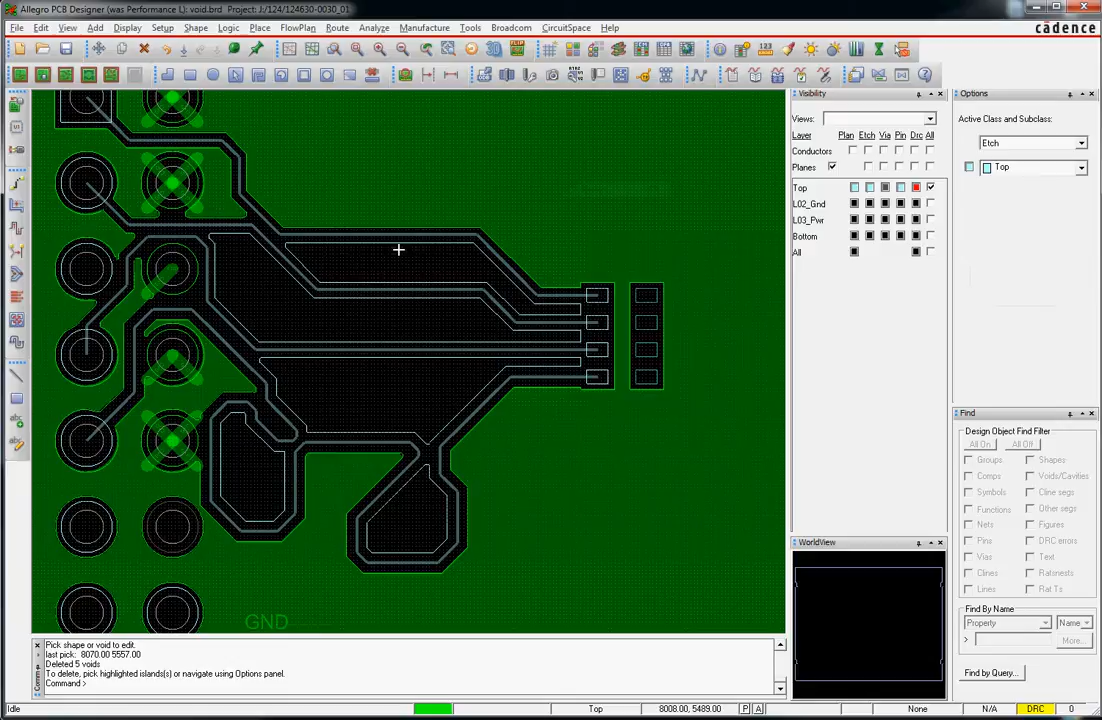 Allegro PCB Designer (was Performance L): void.brd Project: J:/124/124630-0030_01
File Edit View Add Display Setup Shape Logic Place FlowPlan Route Analyze Manufacture Tools Broadcom CircuitSpace Help
cādence
Visibility
Views:
Layer Plan Etch Via Pin Drc All
Conductors
Planes
Top
L02_Gnd
L03_Pwr
Bottom
All
Options
Active Class and Subclass:
Etch
Top
Find
Design Object Find Filter
All On All Off
Groups Shapes
Comps Voids/Cavities
Symbols Cline segs
Functions Other segs
Nets Figures
Pins DRC errors
Vias Text
Clines Ratsnests
Lines Rat Ts
Find By Name
Property Name
> More...
Find by Query...
WorldView
GND
Pick shape or void to edit.
last pick: 8070.00 5557.00
Deleted 5 voids
To delete, pick highlighted islands(s) or navigate using Options panel.
Command >
Idle Top 8008.00, 5489.00 P A None N/A DRC 0